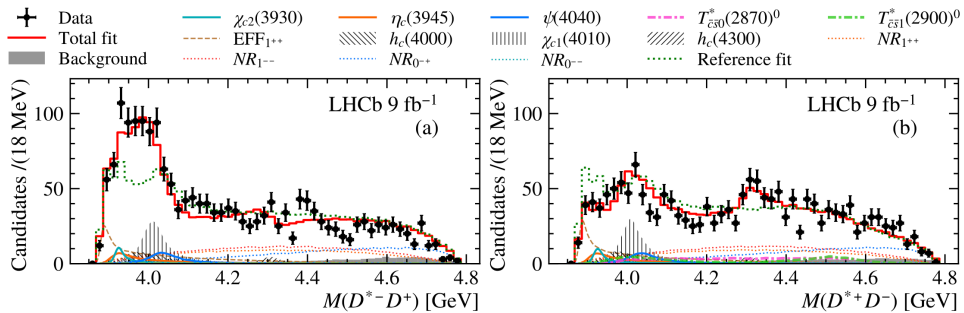 Data χc2(3930) ηc(3945) ψ(4040) T*c̄s̄0(2870)⁰ T*c̄s1(2900)⁰
Total fit EFF1++ hc(4000) χc1(4010) hc(4300) NR1++
Background NR1−− NR0−+ NR0−− Reference fit
LHCb 9 fb⁻¹
(a)
Candidates /(18 MeV)
100
50
0
4.0 4.2 4.4 4.6 4.8
M(D*⁻D⁺) [GeV]
LHCb 9 fb⁻¹
(b)
Candidates /(18 MeV)
100
50
0
4.0 4.2 4.4 4.6 4.8
M(D*⁺D⁻) [GeV]